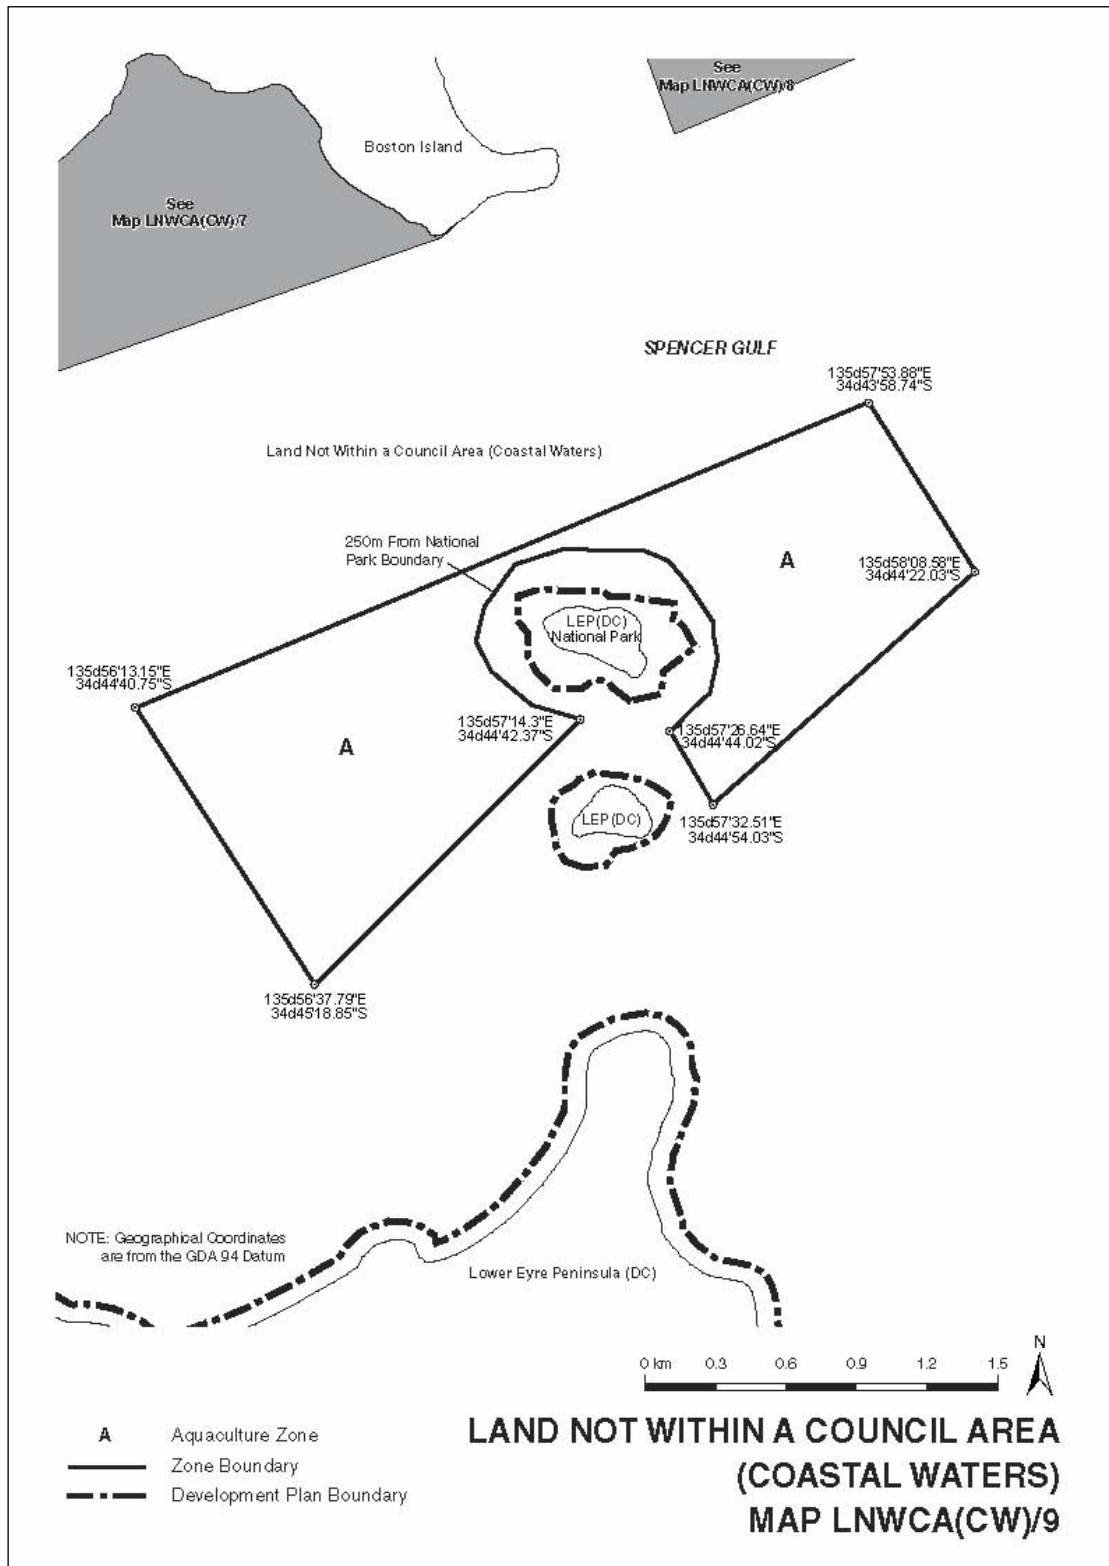 See
Map LNWCA(CW)/8
Boston Island
See
Map LNWCA(CW)/7
SPENCER GULF
135d57'53.88"E
34d43'58.74"S
Land Not Within a Council Area (Coastal Waters)
250m From National
Park Boundary
A
135d58'08.58"E
34d44'22.03"S
LEP(DC)
National Park
135d56'13.15"E
34d44'40.75"S
135d57'14.3"E
34d44'42.37"S
135d57'26.64"E
34d44'44.02"S
A
LEP(DC)
135d57'32.51"E
34d44'54.03"S
135d56'37.79"E
34d45'18.85"S
NOTE: Geographical Coordinates
are from the GDA 94 Datum
Lower Eyre Peninsula (DC)
N
0 km 0.3 0.6 0.9 1.2 1.5
A Aquaculture Zone
Zone Boundary
Development Plan Boundary
LAND NOT WITHIN A COUNCIL AREA
(COASTAL WATERS)
MAP LNWCA(CW)/9